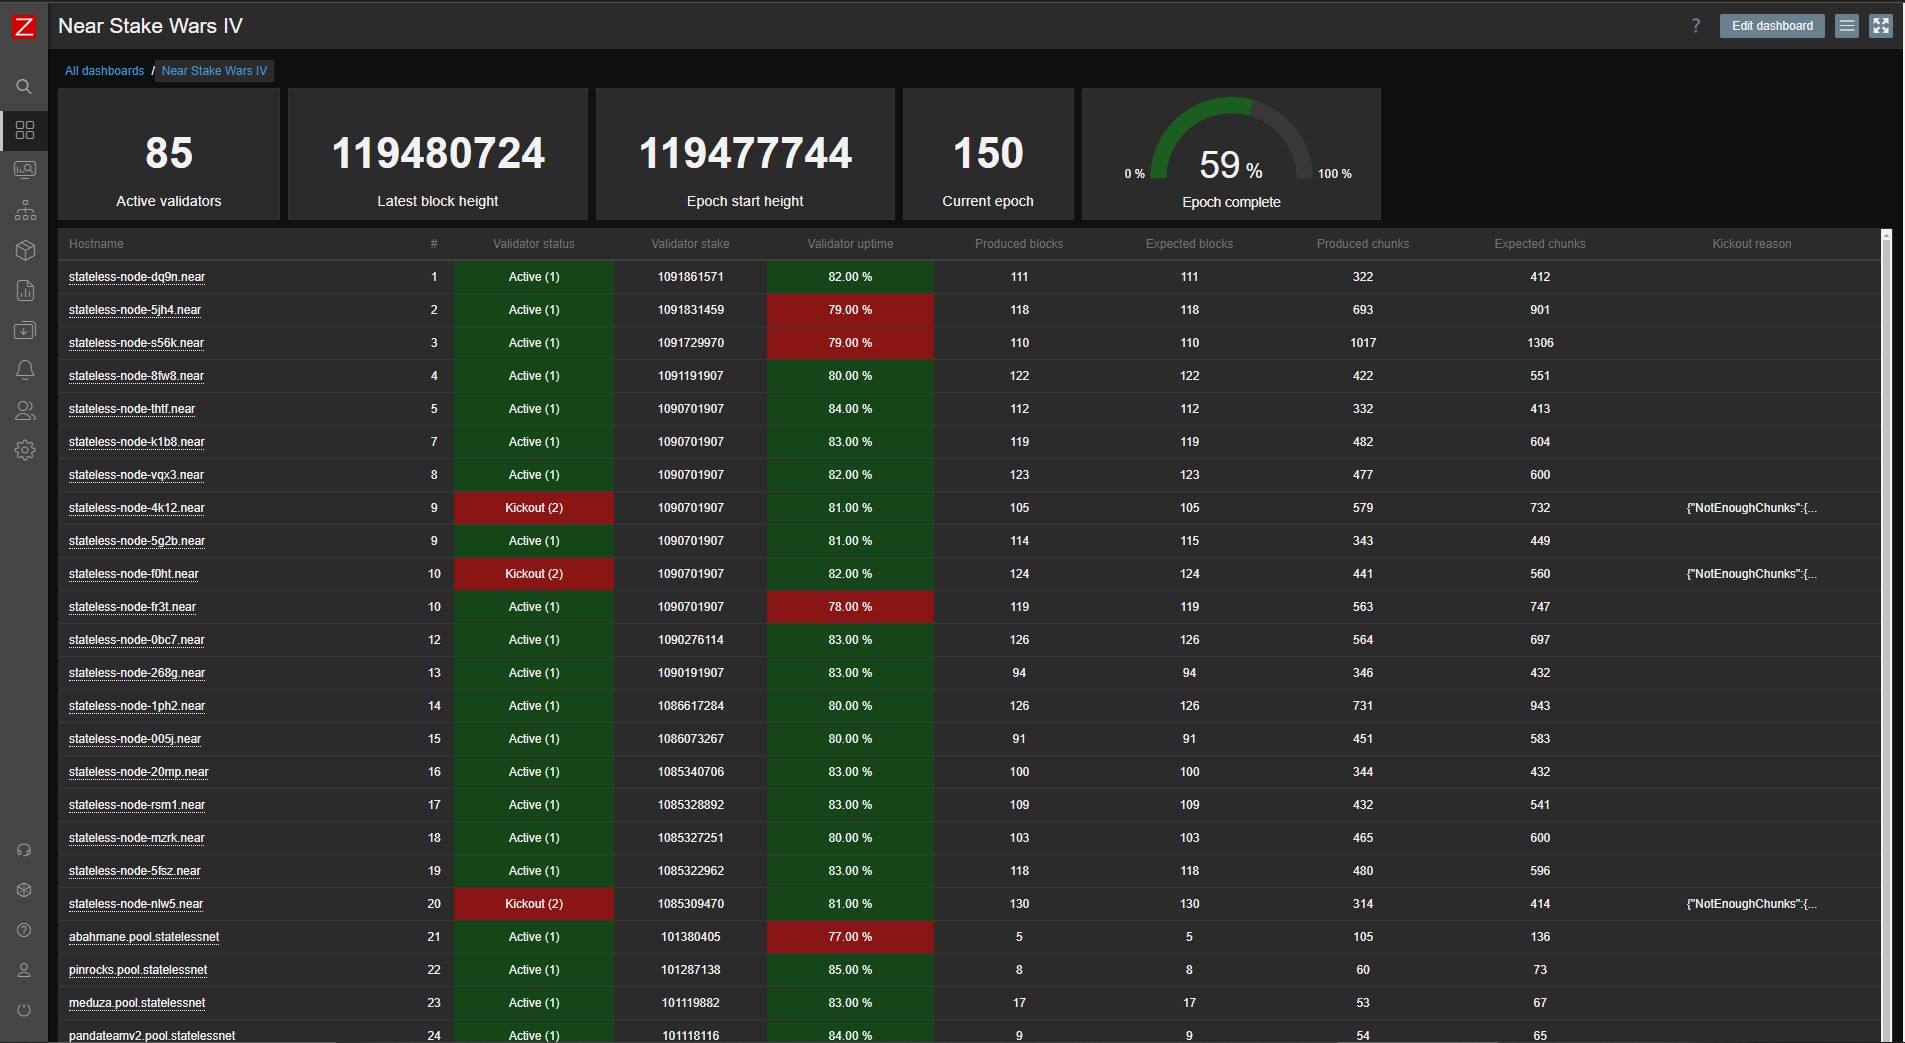 Z Near Stake Wars IV ? Edit dashboard
All dashboards / Near Stake Wars IV
85 119480724 119477744 150 0 % 59 % 100 %
Active validators Latest block height Epoch start height Current epoch Epoch complete
Hostname # Validator status Validator stake Validator uptime Produced blocks Expected blocks Produced chunks Expected chunks Kickout reason
stateless-node-dq9n.near 1 Active (1) 1091861571 82.00 % 111 111 322 412
stateless-node-5jh4.near 2 Active (1) 1091831459 79.00 % 118 118 693 901
stateless-node-s56k.near 3 Active (1) 1091729970 79.00 % 110 110 1017 1306
stateless-node-8fw8.near 4 Active (1) 1091191907 80.00 % 122 122 422 551
stateless-node-thtf.near 5 Active (1) 1090701907 84.00 % 112 112 332 413
stateless-node-k1b8.near 7 Active (1) 1090701907 83.00 % 119 119 482 604
stateless-node-vqx3.near 8 Active (1) 1090701907 82.00 % 123 123 477 600
stateless-node-4k12.near 9 Kickout (2) 1090701907 81.00 % 105 105 579 732 {"NotEnoughChunks":{...
stateless-node-5g2b.near 9 Active (1) 1090701907 81.00 % 114 115 343 449
stateless-node-f0ht.near 10 Kickout (2) 1090701907 82.00 % 124 124 441 560 {"NotEnoughChunks":{...
stateless-node-fr3t.near 10 Active (1) 1090701907 78.00 % 119 119 563 747
stateless-node-0bc7.near 12 Active (1) 1090276114 83.00 % 126 126 564 697
stateless-node-268g.near 13 Active (1) 1090191907 83.00 % 94 94 346 432
stateless-node-1ph2.near 14 Active (1) 1086617284 80.00 % 126 126 731 943
stateless-node-005j.near 15 Active (1) 1086073267 80.00 % 91 91 451 583
stateless-node-20mp.near 16 Active (1) 1085340706 83.00 % 100 100 344 432
stateless-node-rsm1.near 17 Active (1) 1085328892 83.00 % 109 109 432 541
stateless-node-mzrk.near 18 Active (1) 1085327251 80.00 % 103 103 465 600
stateless-node-5fsz.near 19 Active (1) 1085322962 83.00 % 118 118 480 596
stateless-node-nlw5.near 20 Kickout (2) 1085309470 81.00 % 130 130 314 414 {"NotEnoughChunks":{...
abahmane.pool.statelessnet 21 Active (1) 101380405 77.00 % 5 5 105 136
pinrocks.pool.statelessnet 22 Active (1) 101287138 85.00 % 8 8 60 73
meduza.pool.statelessnet 23 Active (1) 101119882 83.00 % 17 17 53 67
pandateamv2.pool.statelessnet 24 Active (1) 101118116 84.00 % 9 9 54 65